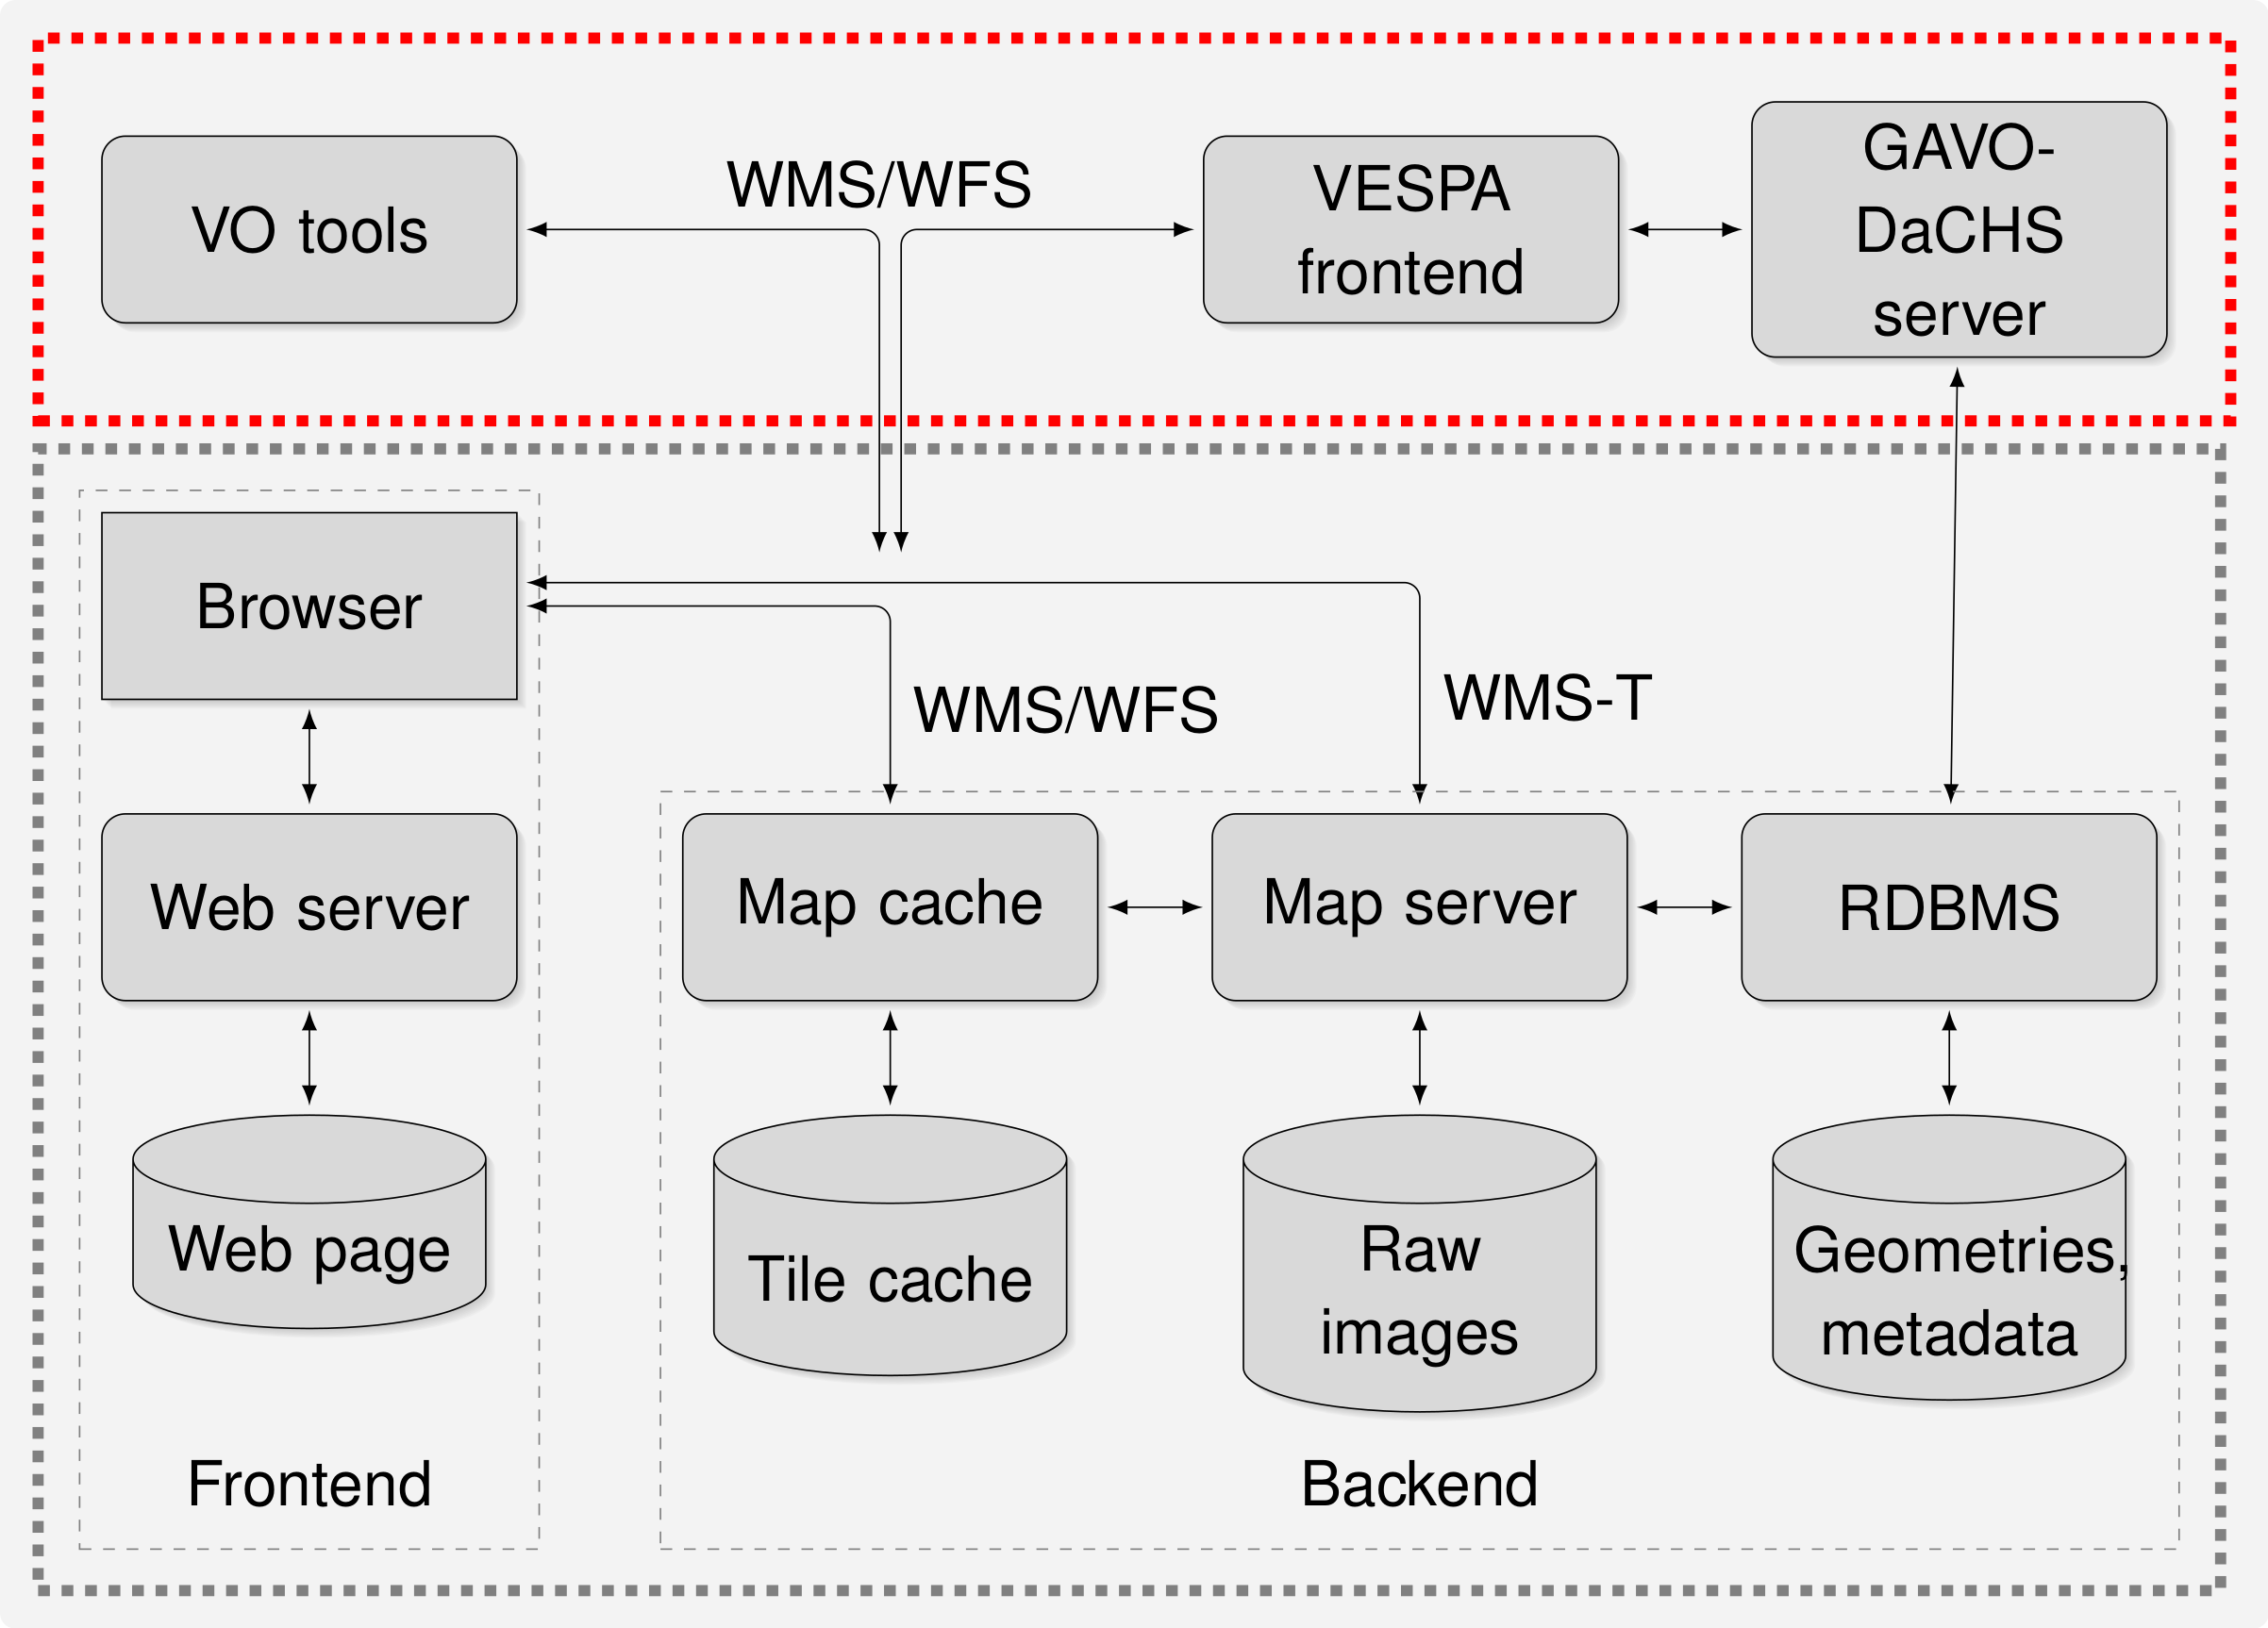 VO tools
WMS/WFS
VESPA
frontend
GAVO-
DaCHS
server
Browser
WMS/WFS
WMS-T
Web server
Map cache
Map server
RDBMS
Web page
Tile cache
Raw
images
Geometries,
metadata
Frontend
Backend